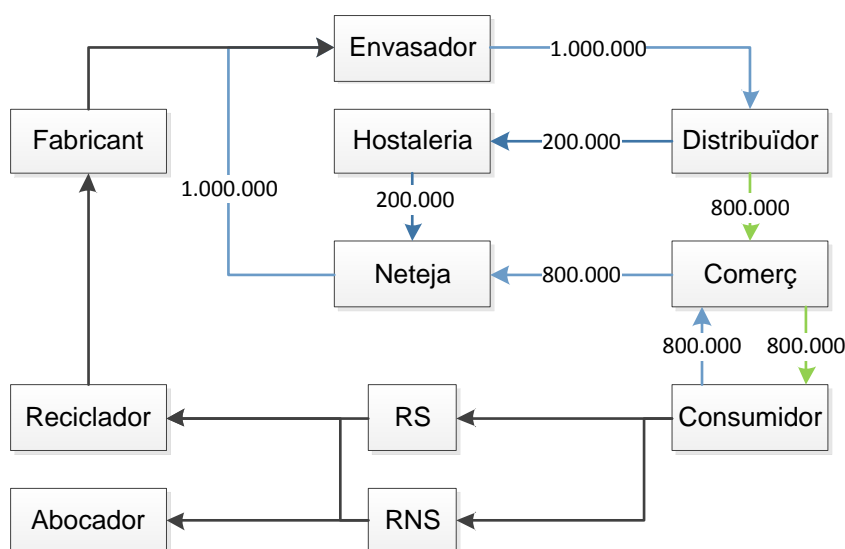 Envasador
1.000.000
Fabricant
Hostaleria
200.000
Distribuïdor
1.000.000
200.000
800.000
Neteja
800.000
Comerç
800.000
800.000
Reciclador
RS
Consumidor
Abocador
RNS